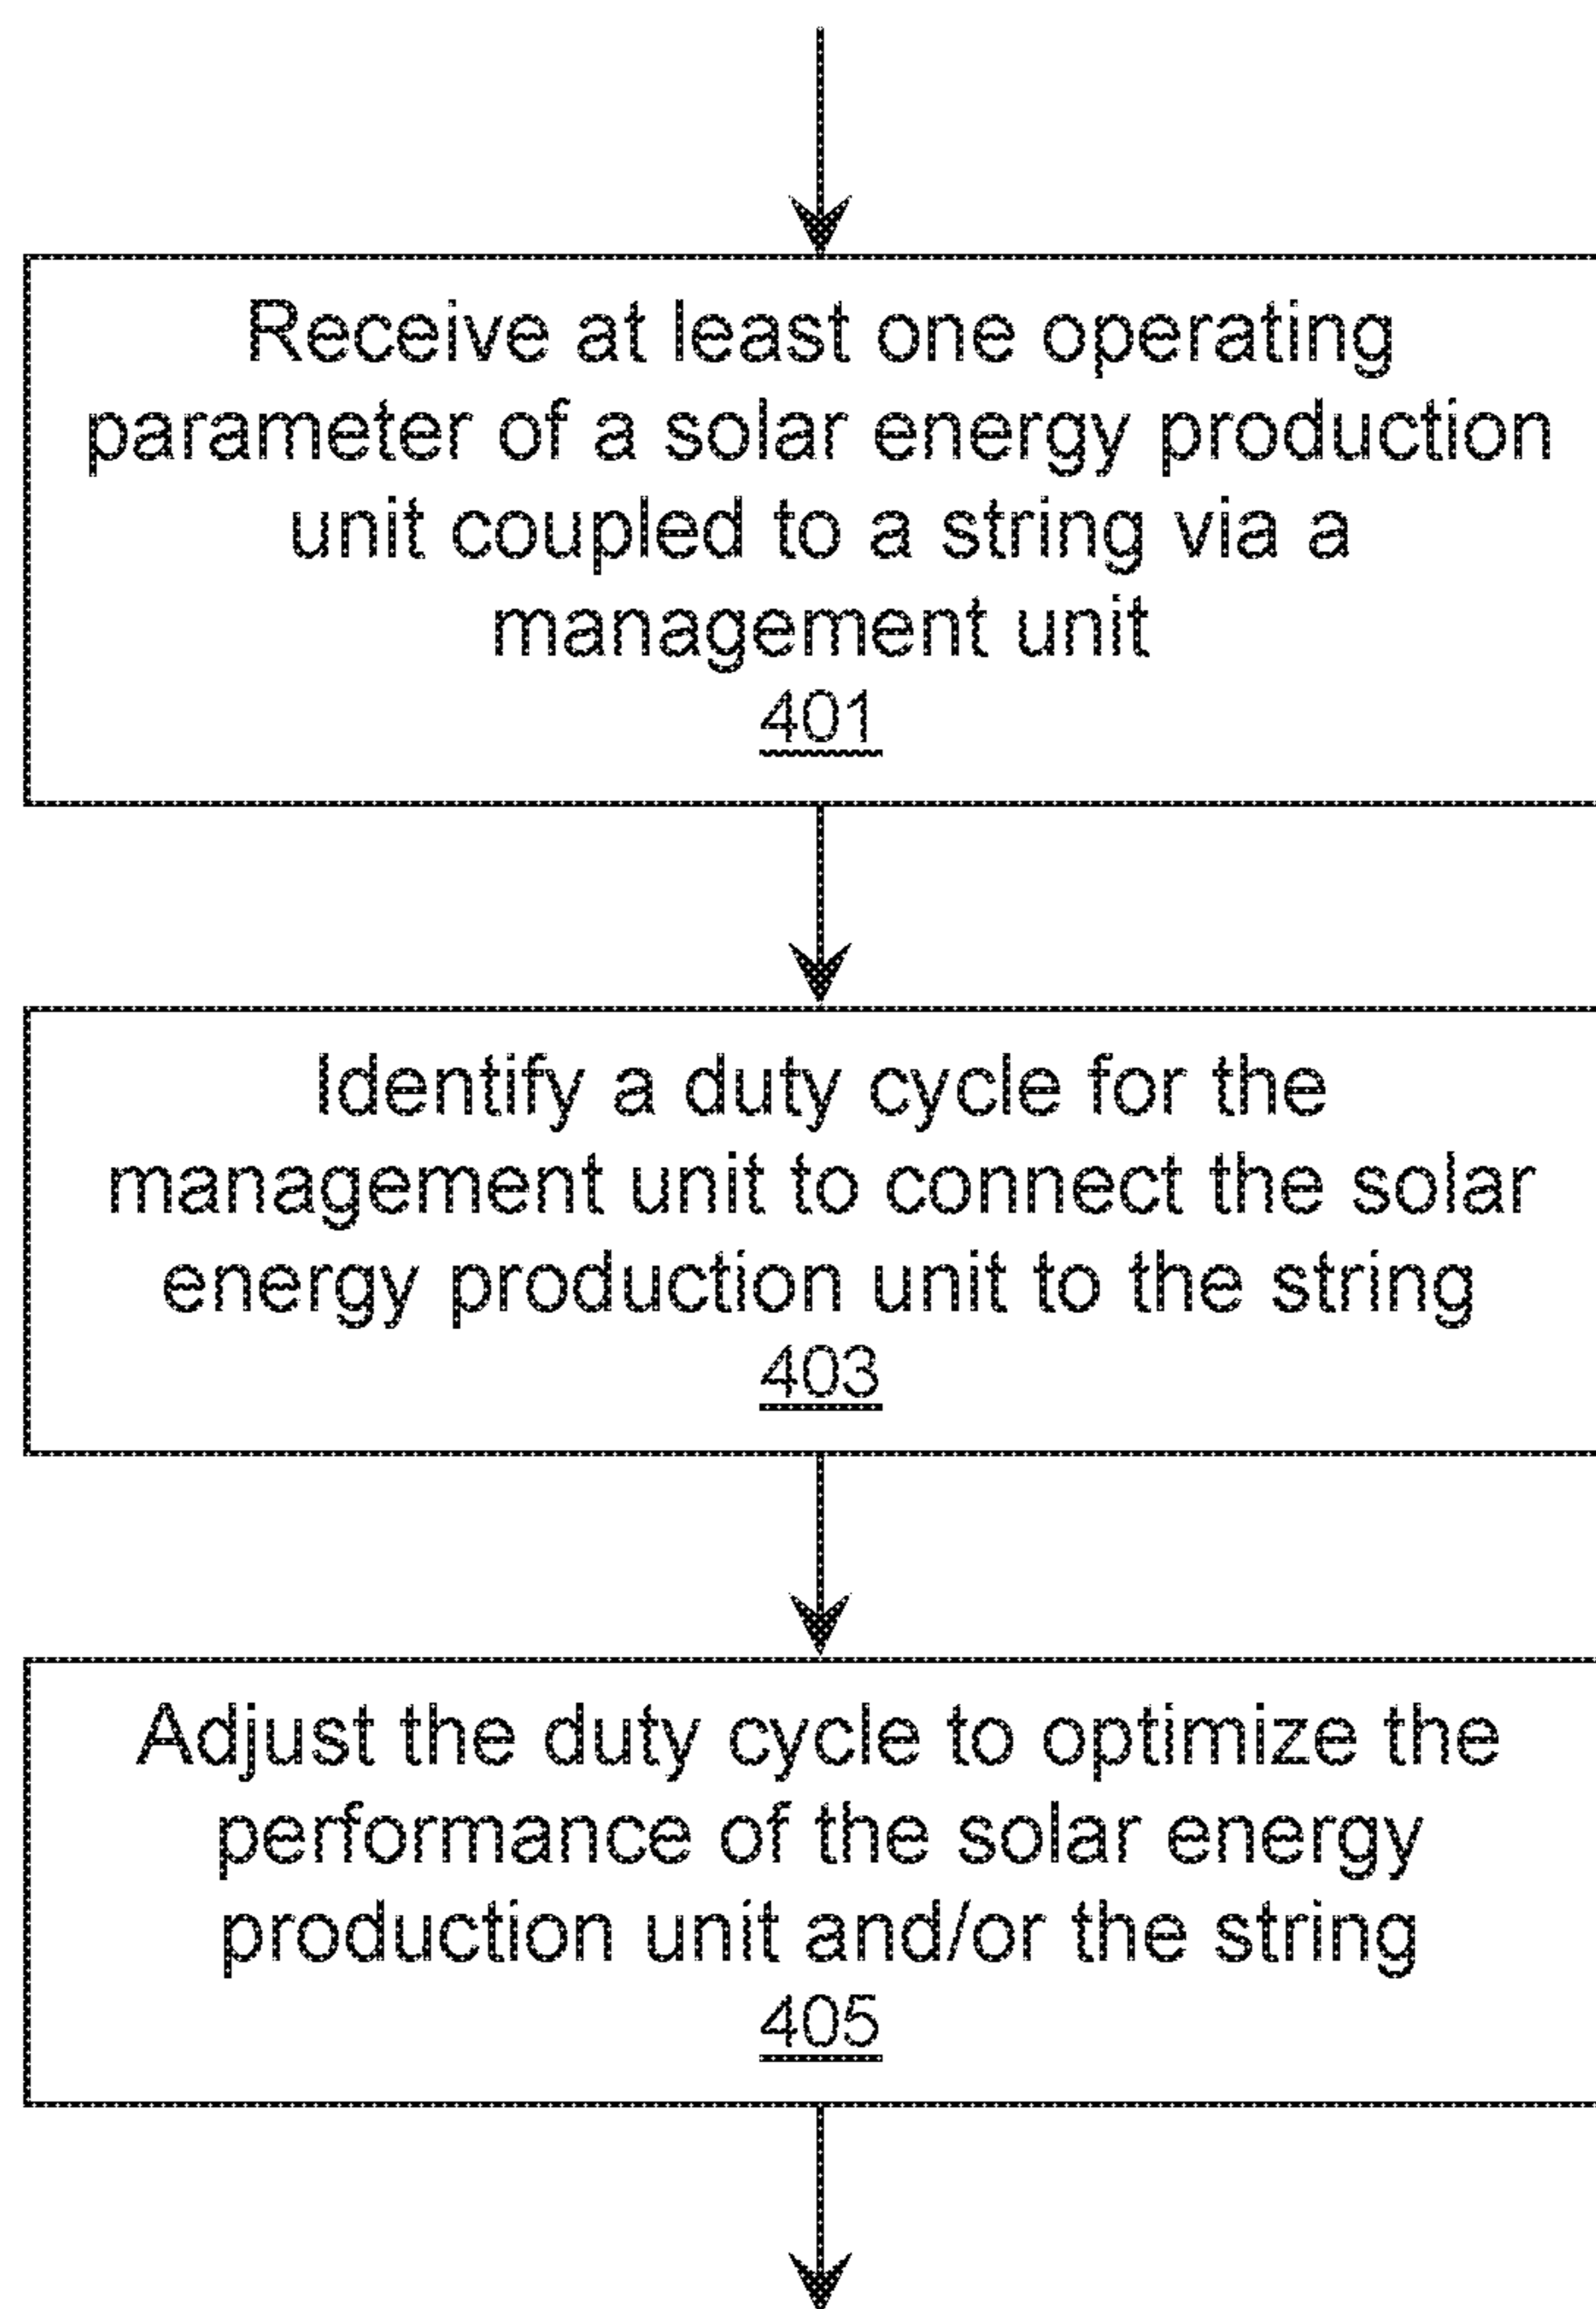 Receive at least one operating
parameter of a solar energy production
unit coupled to a string via a
management unit
401
Identify a duty cycle for the
management unit to connect the solar
energy production unit to the string
403
Adjust the duty cycle to optimize the
performance of the solar energy
production unit and/or the string
405